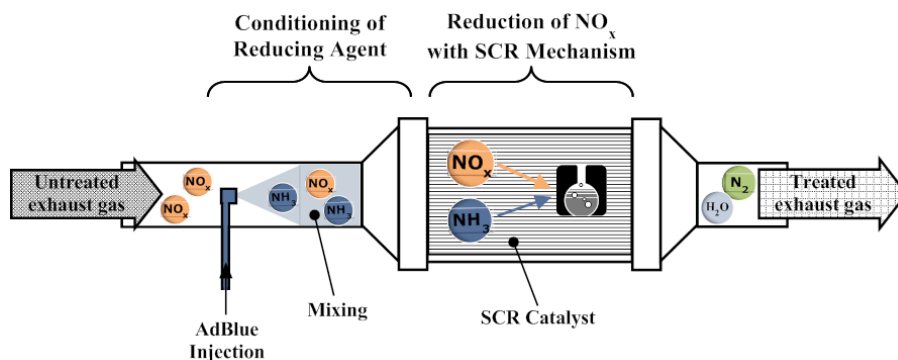 Conditioning of
Reducing Agent
Reduction of NOₓ
with SCR Mechanism
Untreated
exhaust gas
NOₓ
NOₓ
NH₃
NOₓ
NH₃
NOₓ
NH₃
H₂O
N₂
Treated
exhaust gas
Mixing
SCR Catalyst
AdBlue
Injection